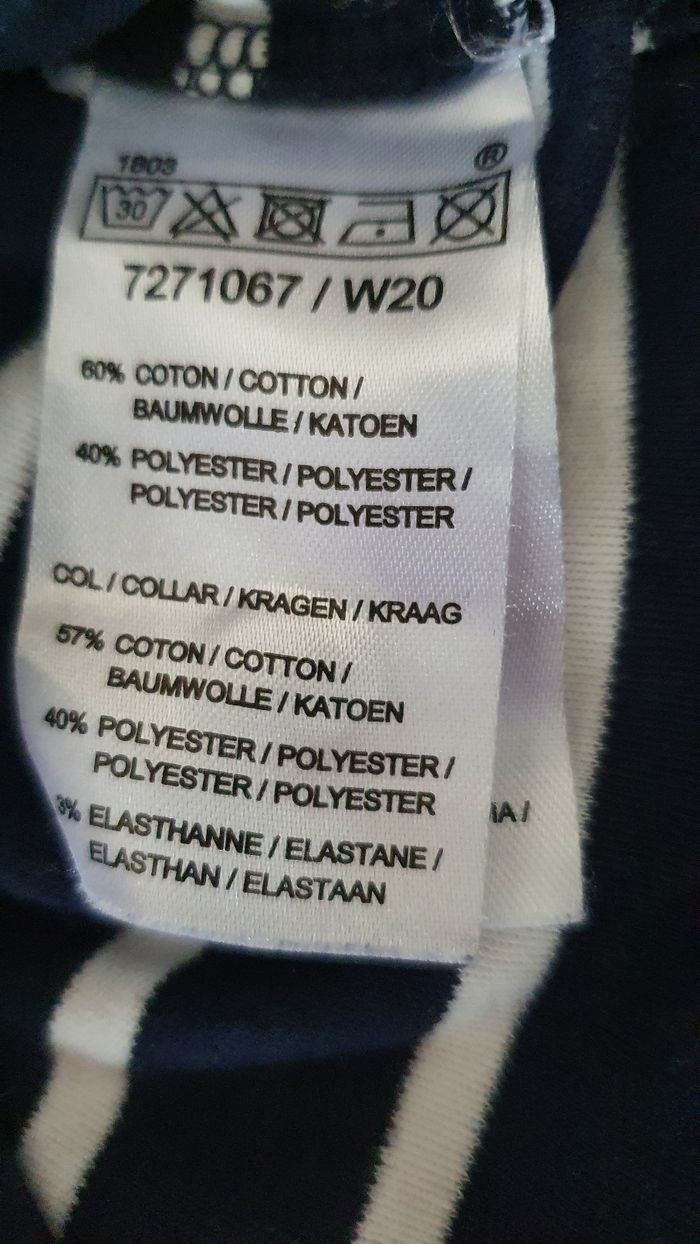 1803 ®
30
7271067 / W20
60% COTON / COTTON /
BAUMWOLLE / KATOEN
40% POLYESTER / POLYESTER /
POLYESTER / POLYESTER
COL / COLLAR / KRAGEN / KRAAG
57% COTON / COTTON /
BAUMWOLLE / KATOEN
40% POLYESTER / POLYESTER /
POLYESTER / POLYESTER
3% ELASTHANNE / ELASTANE /
ELASTHAN / ELASTAAN